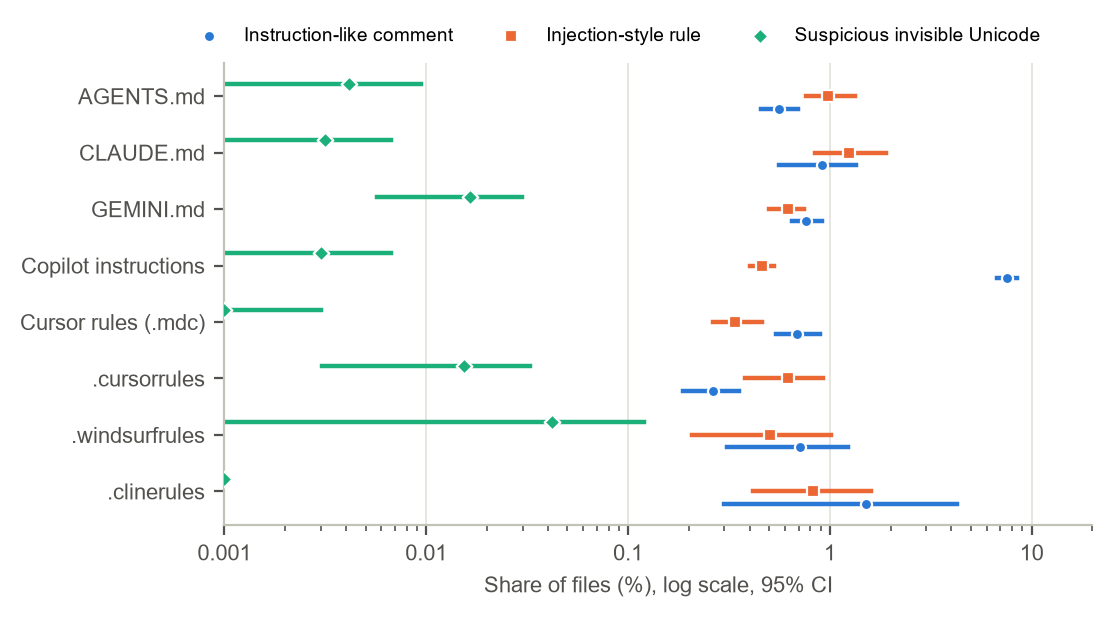 Instruction-like comment Injection-style rule Suspicious invisible Unicode
AGENTS.md
CLAUDE.md
GEMINI.md
Copilot instructions
Cursor rules (.mdc)
.cursorrules
.windsurfrules
.clinerules
0.001 0.01 0.1 1 10
Share of files (%), log scale, 95% CI